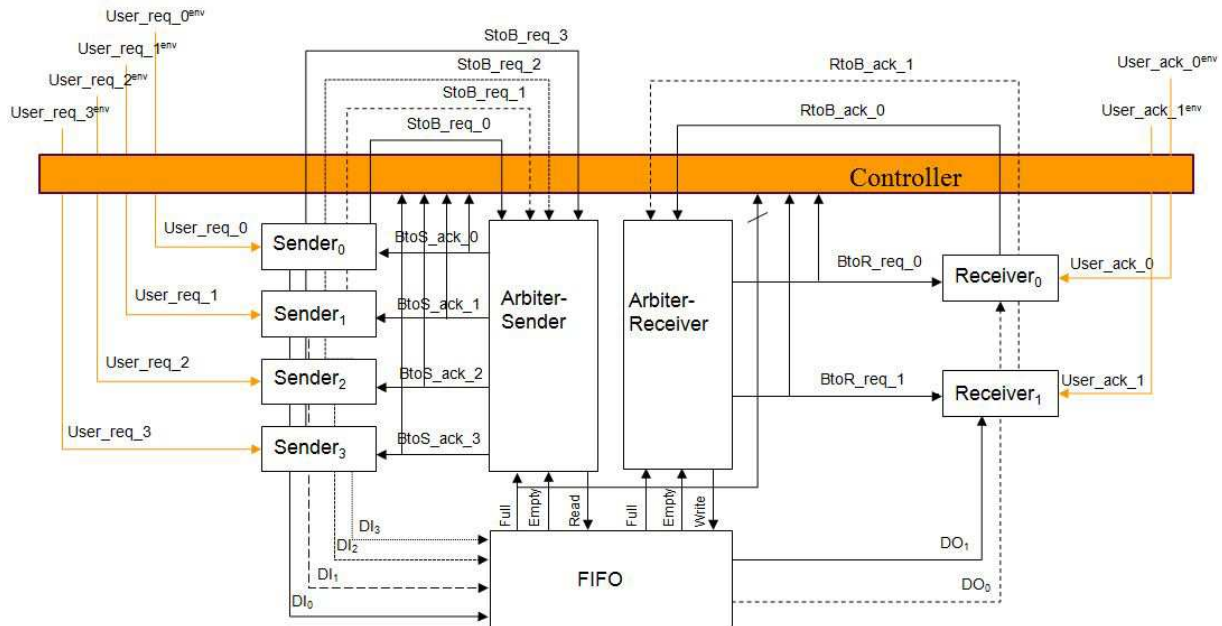 User_req_0env
User_req_1env
User_req_2env
User_req_3env
StoB_req_3
StoB_req_2
StoB_req_1
StoB_req_0
RtoB_ack_1
RtoB_ack_0
User_ack_0env
User_ack_1env
Controller
User_req_0
Sender0
BtoS_ack_0
User_req_1
Sender1
BtoS_ack_1
User_req_2
Sender2
BtoS_ack_2
User_req_3
Sender3
BtoS_ack_3
Arbiter-
Sender
Arbiter-
Receiver
BtoR_req_0
Receiver0
User_ack_0
BtoR_req_1
Receiver1
User_ack_1
Full
Empty
Read
Full
Empty
Write
DI3
DI2
DI1
DI0
FIFO
DO1
DO0